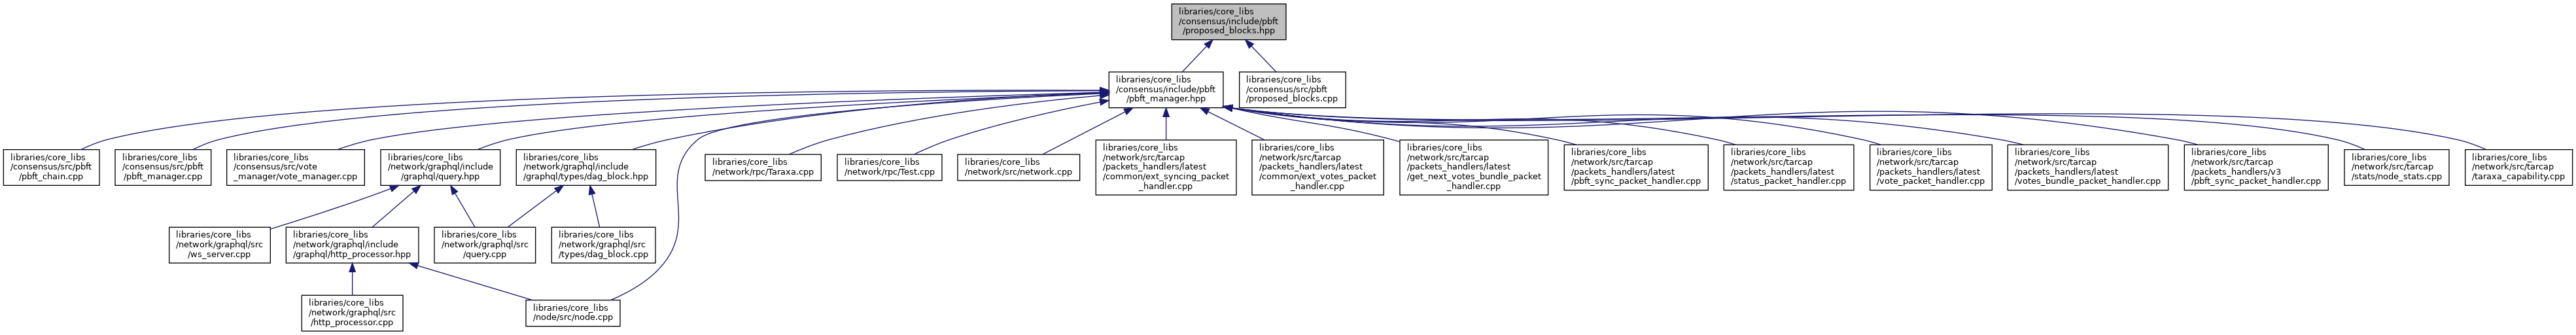 libraries/core_libs
/consensus/include/pbft
/proposed_blocks.hpp
libraries/core_libs
/consensus/include/pbft
/pbft_manager.hpp
libraries/core_libs
/consensus/src/pbft
/proposed_blocks.cpp
libraries/core_libs
/consensus/src/pbft
/pbft_chain.cpp
libraries/core_libs
/consensus/src/pbft
/pbft_manager.cpp
libraries/core_libs
/consensus/src/vote
_manager/vote_manager.cpp
libraries/core_libs
/network/graphql/include
/graphql/query.hpp
libraries/core_libs
/network/graphql/include
/graphql/types/dag_block.hpp
libraries/core_libs
/network/rpc/Taraxa.cpp
libraries/core_libs
/network/rpc/Test.cpp
libraries/core_libs
/network/src/network.cpp
libraries/core_libs
/network/src/tarcap
/packets_handlers/latest
/common/ext_syncing_packet
_handler.cpp
libraries/core_libs
/network/src/tarcap
/packets_handlers/latest
/common/ext_votes_packet
_handler.cpp
libraries/core_libs
/network/src/tarcap
/packets_handlers/latest
/get_next_votes_bundle_packet
_handler.cpp
libraries/core_libs
/network/src/tarcap
/packets_handlers/latest
/pbft_sync_packet_handler.cpp
libraries/core_libs
/network/src/tarcap
/packets_handlers/latest
/status_packet_handler.cpp
libraries/core_libs
/network/src/tarcap
/packets_handlers/latest
/vote_packet_handler.cpp
libraries/core_libs
/network/src/tarcap
/packets_handlers/latest
/votes_bundle_packet_handler.cpp
libraries/core_libs
/network/src/tarcap
/packets_handlers/v3
/pbft_sync_packet_handler.cpp
libraries/core_libs
/network/src/tarcap
/stats/node_stats.cpp
libraries/core_libs
/network/src/tarcap
/taraxa_capability.cpp
libraries/core_libs
/network/graphql/src
/ws_server.cpp
libraries/core_libs
/network/graphql/include
/graphql/http_processor.hpp
libraries/core_libs
/network/graphql/src
/query.cpp
libraries/core_libs
/network/graphql/src
/types/dag_block.cpp
libraries/core_libs
/network/graphql/src
/http_processor.cpp
libraries/core_libs
/node/src/node.cpp